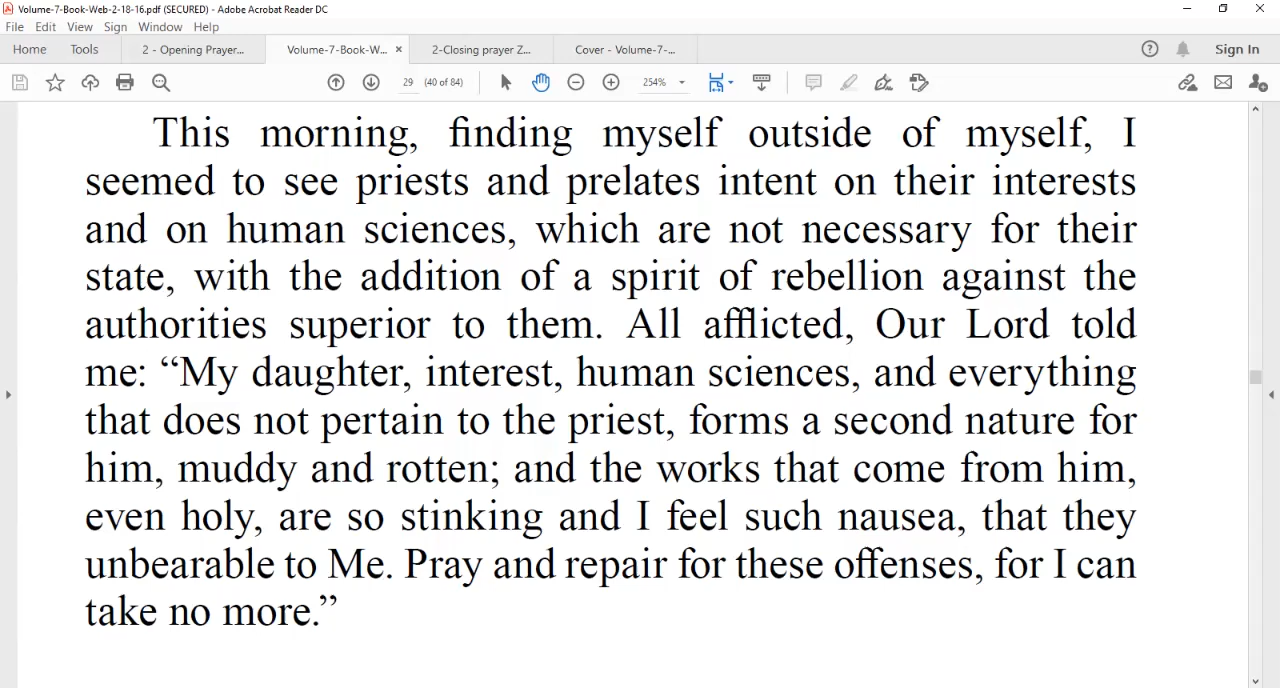 Volume-7-Book-Web-2-18-16.pdf (SECURED) - Adobe Acrobat Reader DC
File Edit View Sign Window Help
Home Tools 2 - Opening Prayer... Volume-7-Book-W... × 2-Closing prayer Z... Cover - Volume-7-... Sign In
29 (40 of 84) 254%
This morning, finding myself outside of myself, I
seemed to see priests and prelates intent on their interests
and on human sciences, which are not necessary for their
state, with the addition of a spirit of rebellion against the
authorities superior to them. All afflicted, Our Lord told
me: “My daughter, interest, human sciences, and everything
that does not pertain to the priest, forms a second nature for
him, muddy and rotten; and the works that come from him,
even holy, are so stinking and I feel such nausea, that they
unbearable to Me. Pray and repair for these offenses, for I can
take no more.”